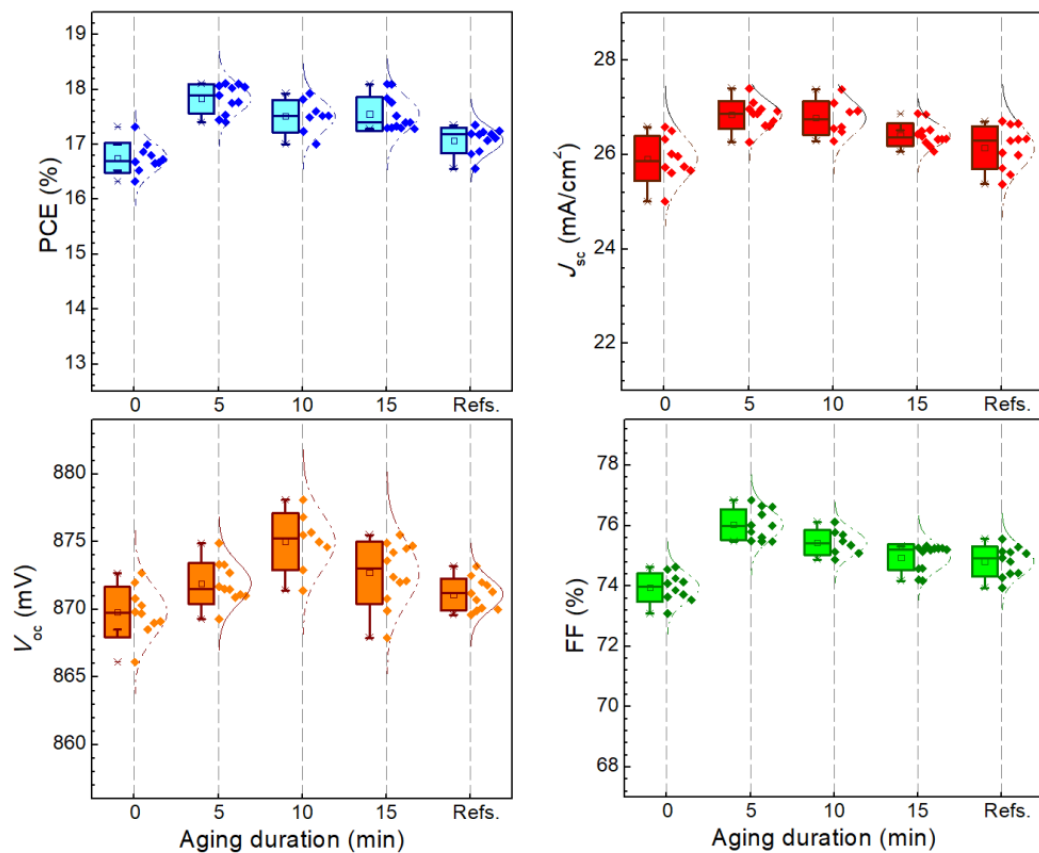 PCE (%)
19
18
17
16
15
14
13
0 5 10 15 Refs.
J_sc (mA/cm²)
28
26
24
22
0 5 10 15 Refs.
V_oc (mV)
880
875
870
865
860
0 5 10 15 Refs.
Aging duration (min)
FF (%)
78
76
74
72
70
68
0 5 10 15 Refs.
Aging duration (min)